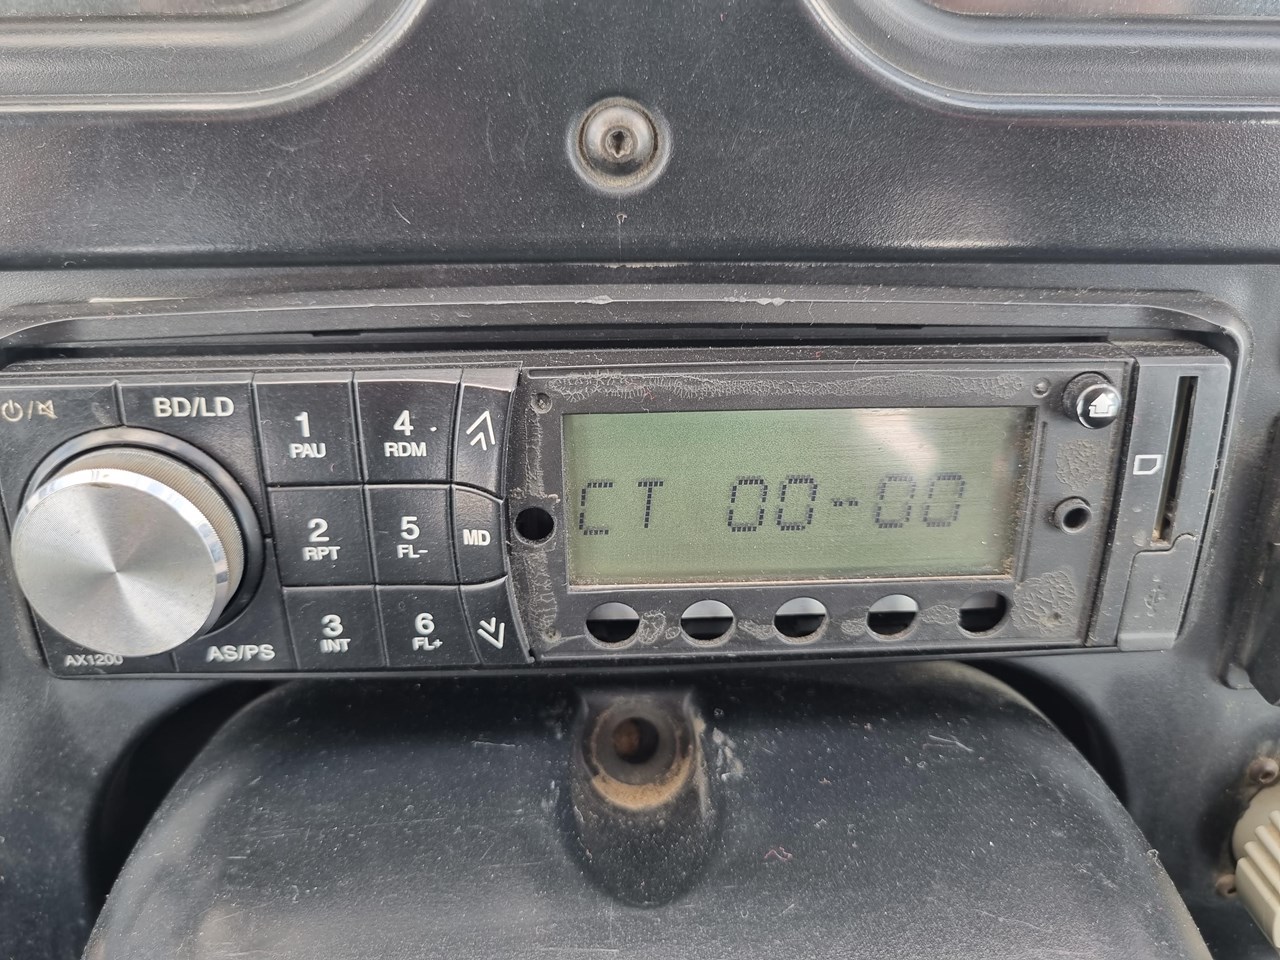 BD/LD
1
PAU
4
RDM
2
RPT
5
FL-
MD
3
INT
6
FL+
AX1200
AS/PS
CT 00--00